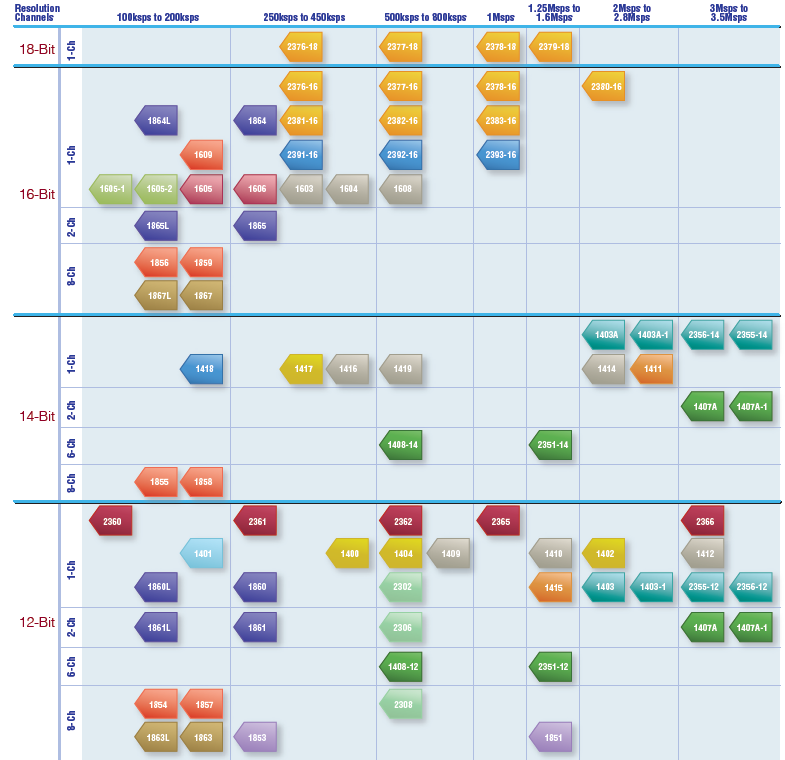 Resolution
Channels
100ksps to 200ksps
250ksps to 450ksps
500ksps to 800ksps
1Msps
1.25Msps to
1.6Msps
2Msps to
2.8Msps
3Msps to
3.5Msps
18-Bit
1-Ch
2376-18
2377-18
2378-18
2379-18
16-Bit
1-Ch
2376-16
2377-16
2378-16
2380-16
1864L
1864
2381-16
2382-16
2383-16
1609
2391-16
2392-16
2393-16
1605-1
1605-2
1605
1606
1603
1604
1608
2-Ch
1865L
1865
8-Ch
1856
1859
1867L
1867
14-Bit
1-Ch
1403A
1403A-1
2356-14
2355-14
1418
1417
1416
1419
1414
1411
2-Ch
1407A
1407A-1
6-Ch
1408-14
2351-14
8-Ch
1855
1858
12-Bit
1-Ch
2360
2361
2362
2365
2366
1401
1400
1404
1409
1410
1402
1412
1860L
1860
2302
1415
1403
1403-1
2355-12
2356-12
2-Ch
1861L
1861
2306
1407A
1407A-1
6-Ch
1408-12
2351-12
8-Ch
1854
1857
2308
1863L
1863
1853
1851